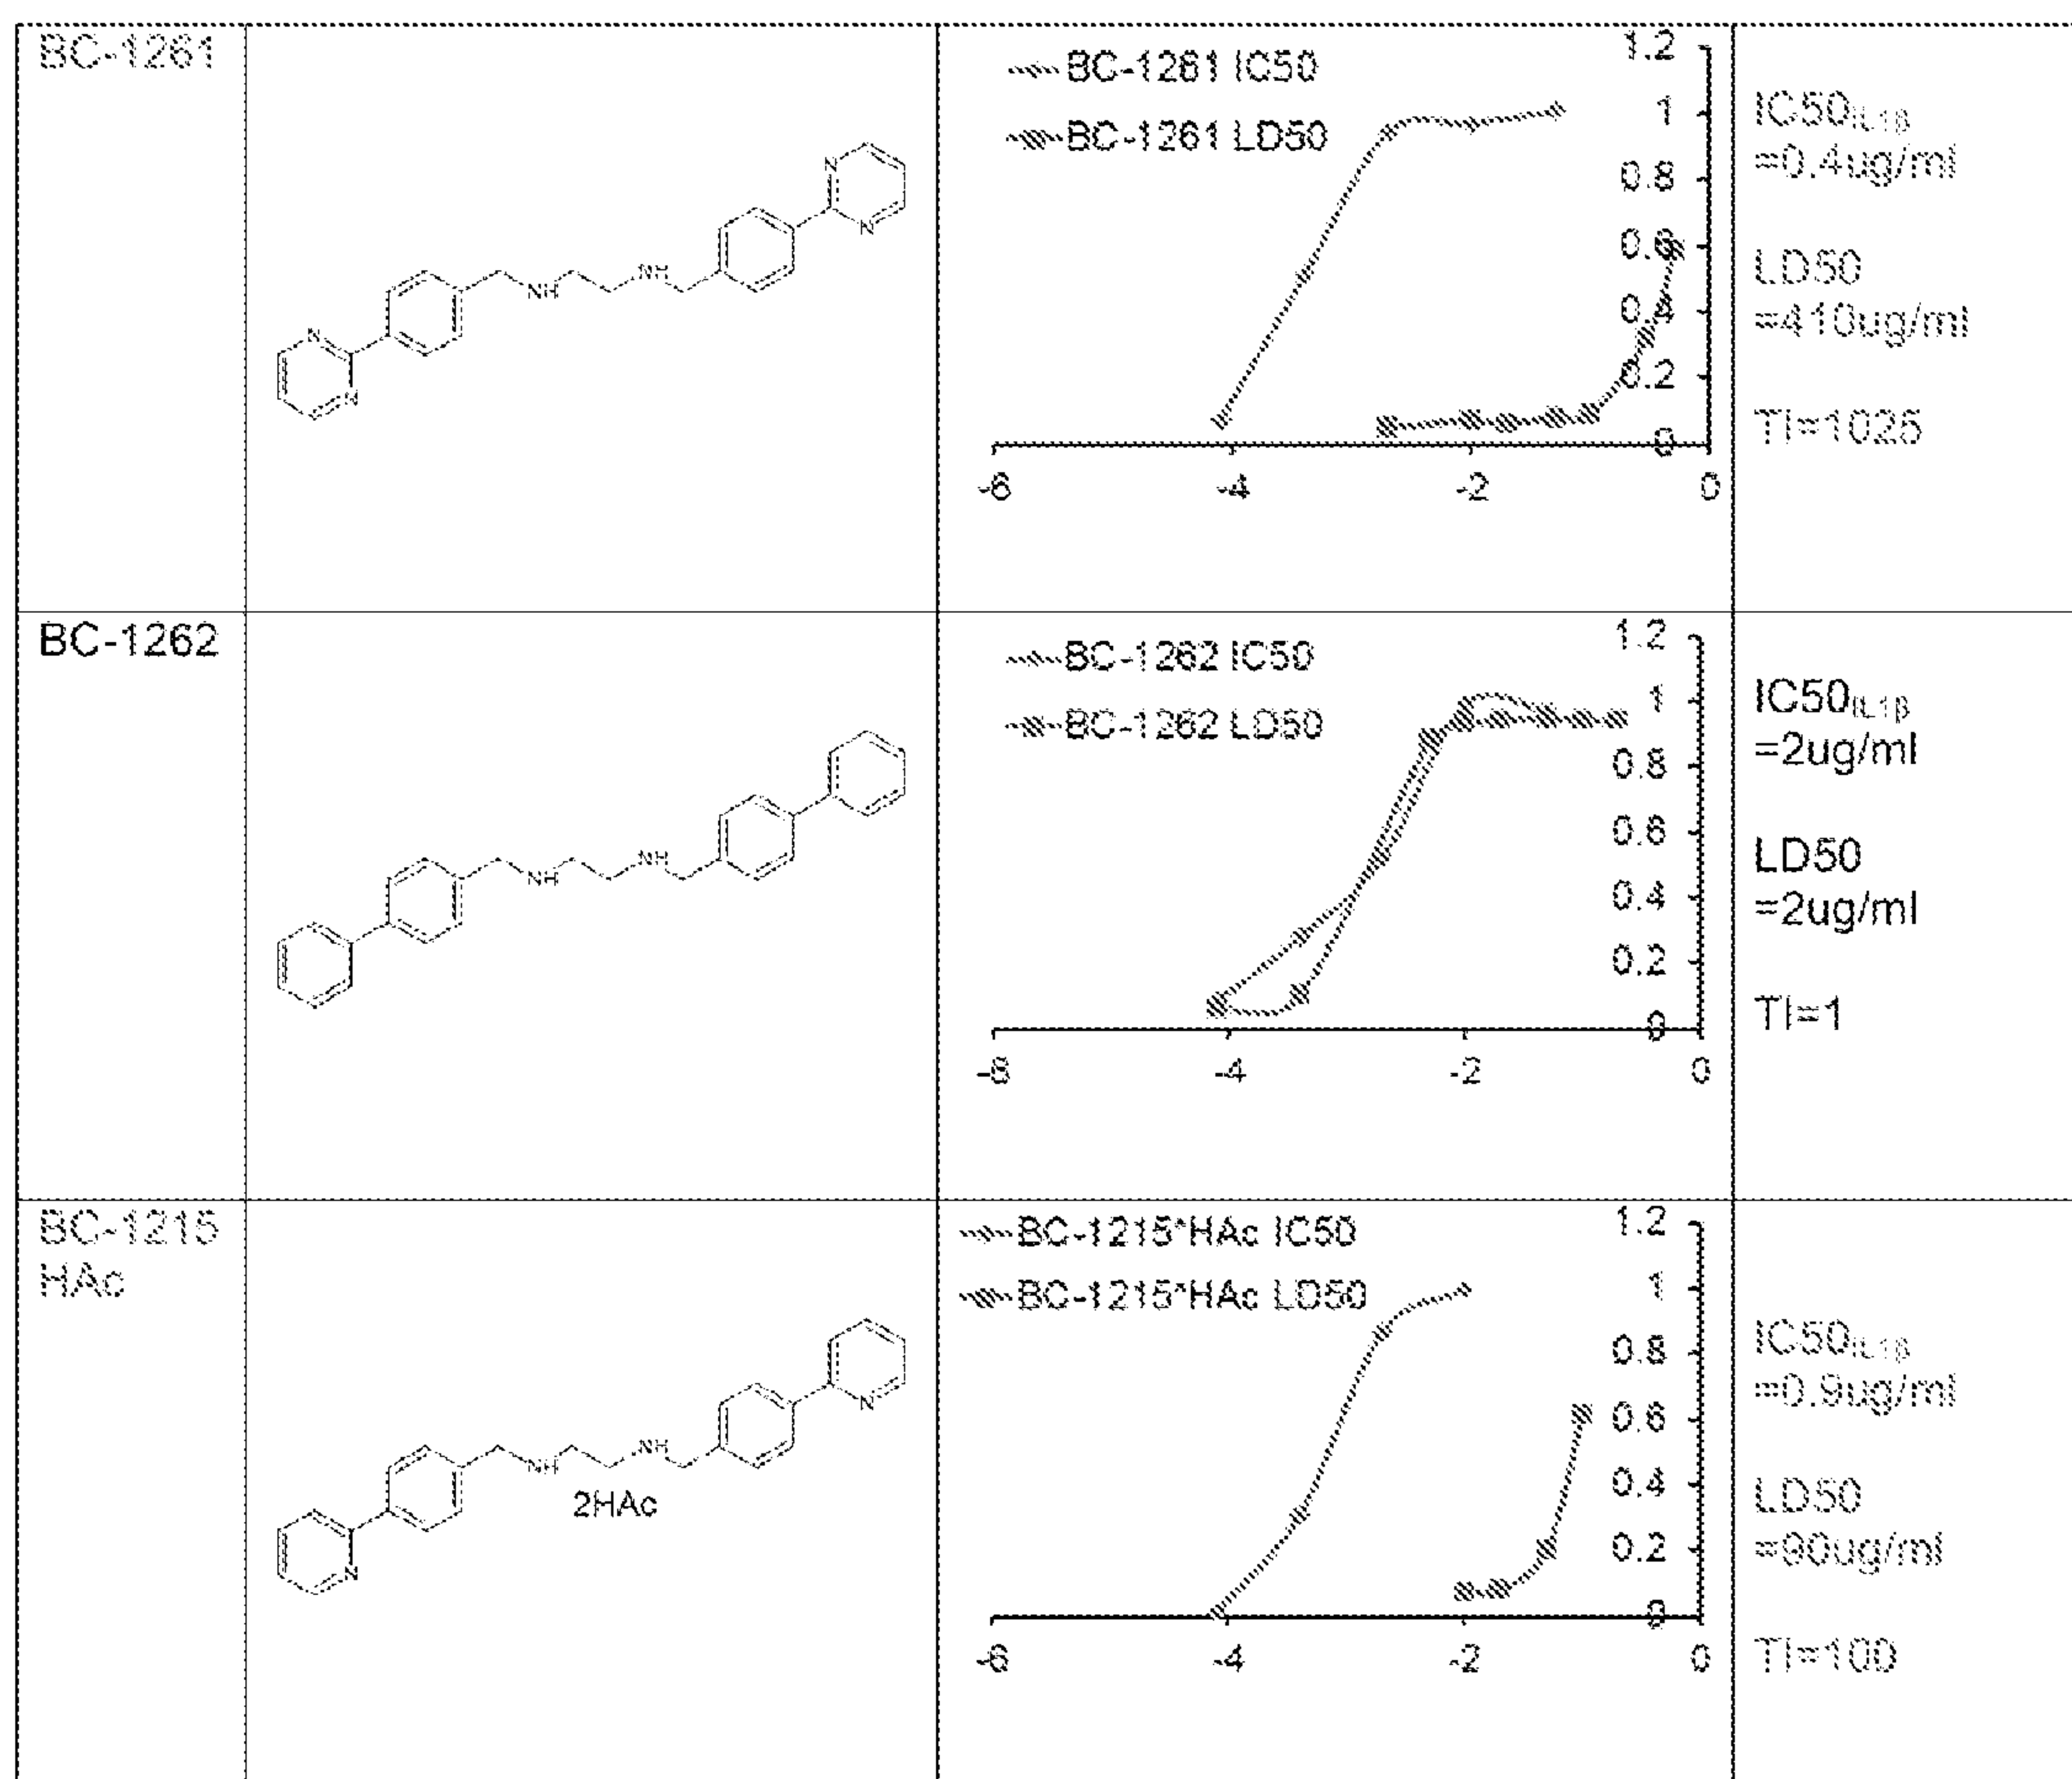 BC-1261
N
N
NH
NH
N
N
BC-1261 IC50
BC-1261 LD50
1.2
1
0.8
0.6
0.4
0.2
0
-6
-4
-2
0
IC50IL1β
=0.4ug/ml
LD50
=410ug/ml
TI=1025
BC-1262
NH
NH
BC-1262 IC50
BC-1262 LD50
1.2
1
0.8
0.6
0.4
0.2
0
-6
-4
-2
0
IC50IL1β
=2ug/ml
LD50
=2ug/ml
TI=1
BC-1215
HAc
N
NH
NH
2HAc
N
BC-1215*HAc IC50
BC-1215*HAc LD50
1.2
1
0.8
0.6
0.4
0.2
0
-6
-4
-2
0
IC50IL1β
=0.9ug/ml
LD50
=90ug/ml
TI=100